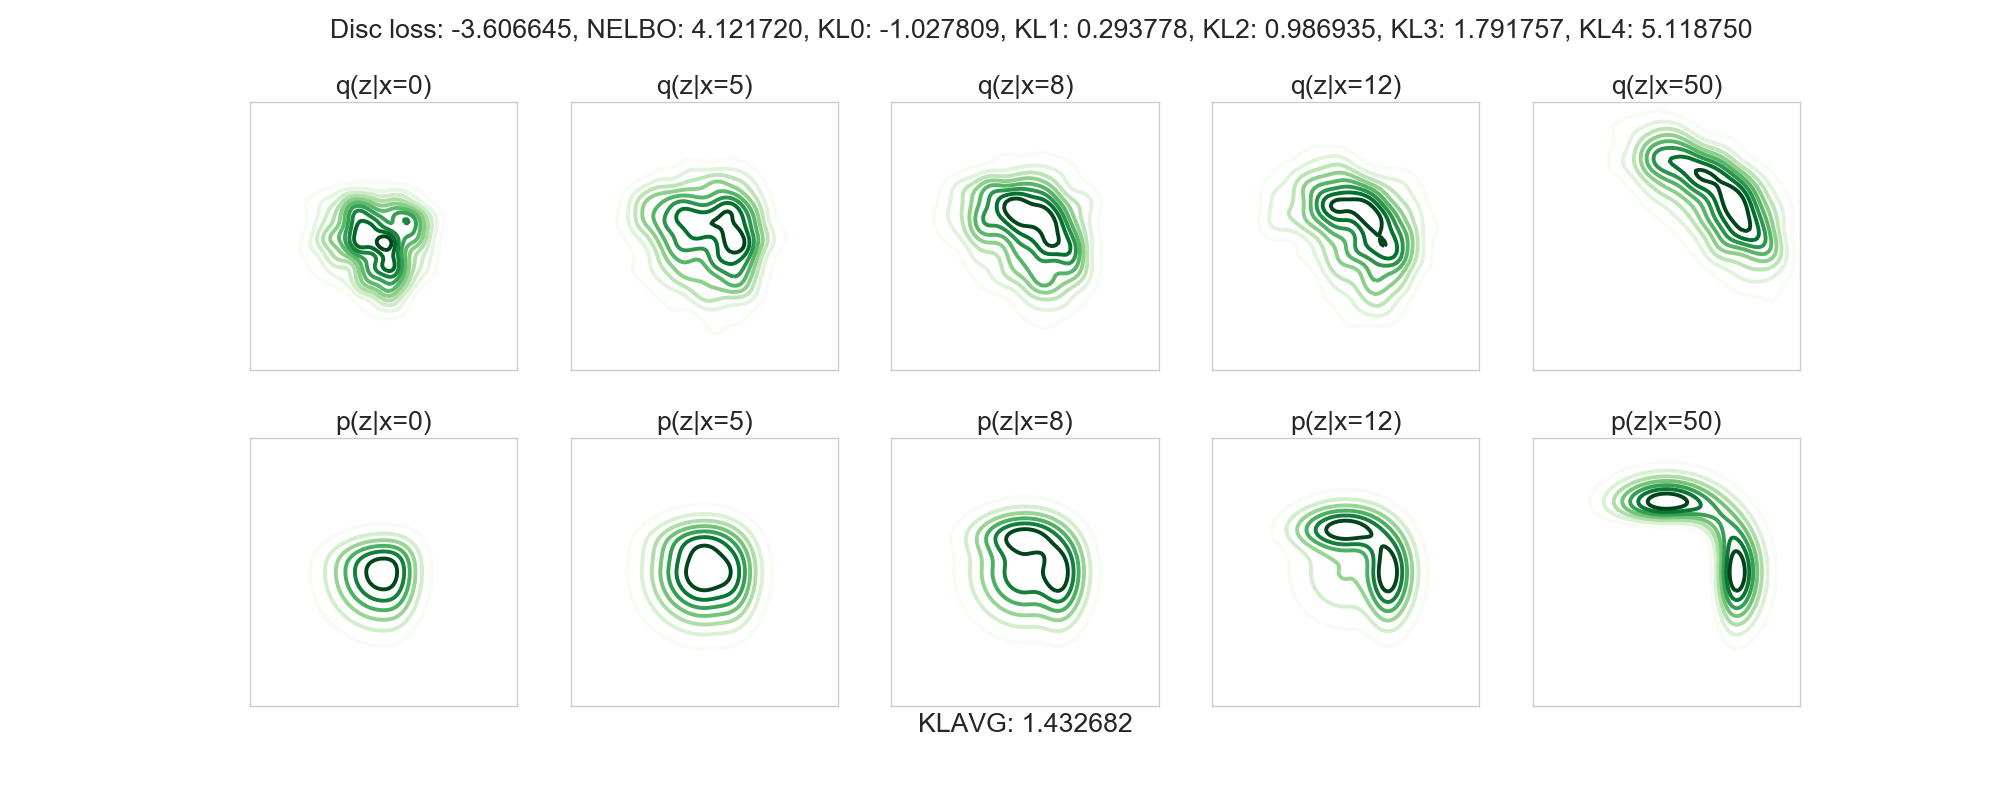 Disc loss: -3.606645, NELBO: 4.121720, KL0: -1.027809, KL1: 0.293778, KL2: 0.986935, KL3: 1.791757, KL4: 5.118750
q(z|x=0) q(z|x=5) q(z|x=8) q(z|x=12) q(z|x=50)
p(z|x=0) p(z|x=5) p(z|x=8) p(z|x=12) p(z|x=50)
KLAVG: 1.432682